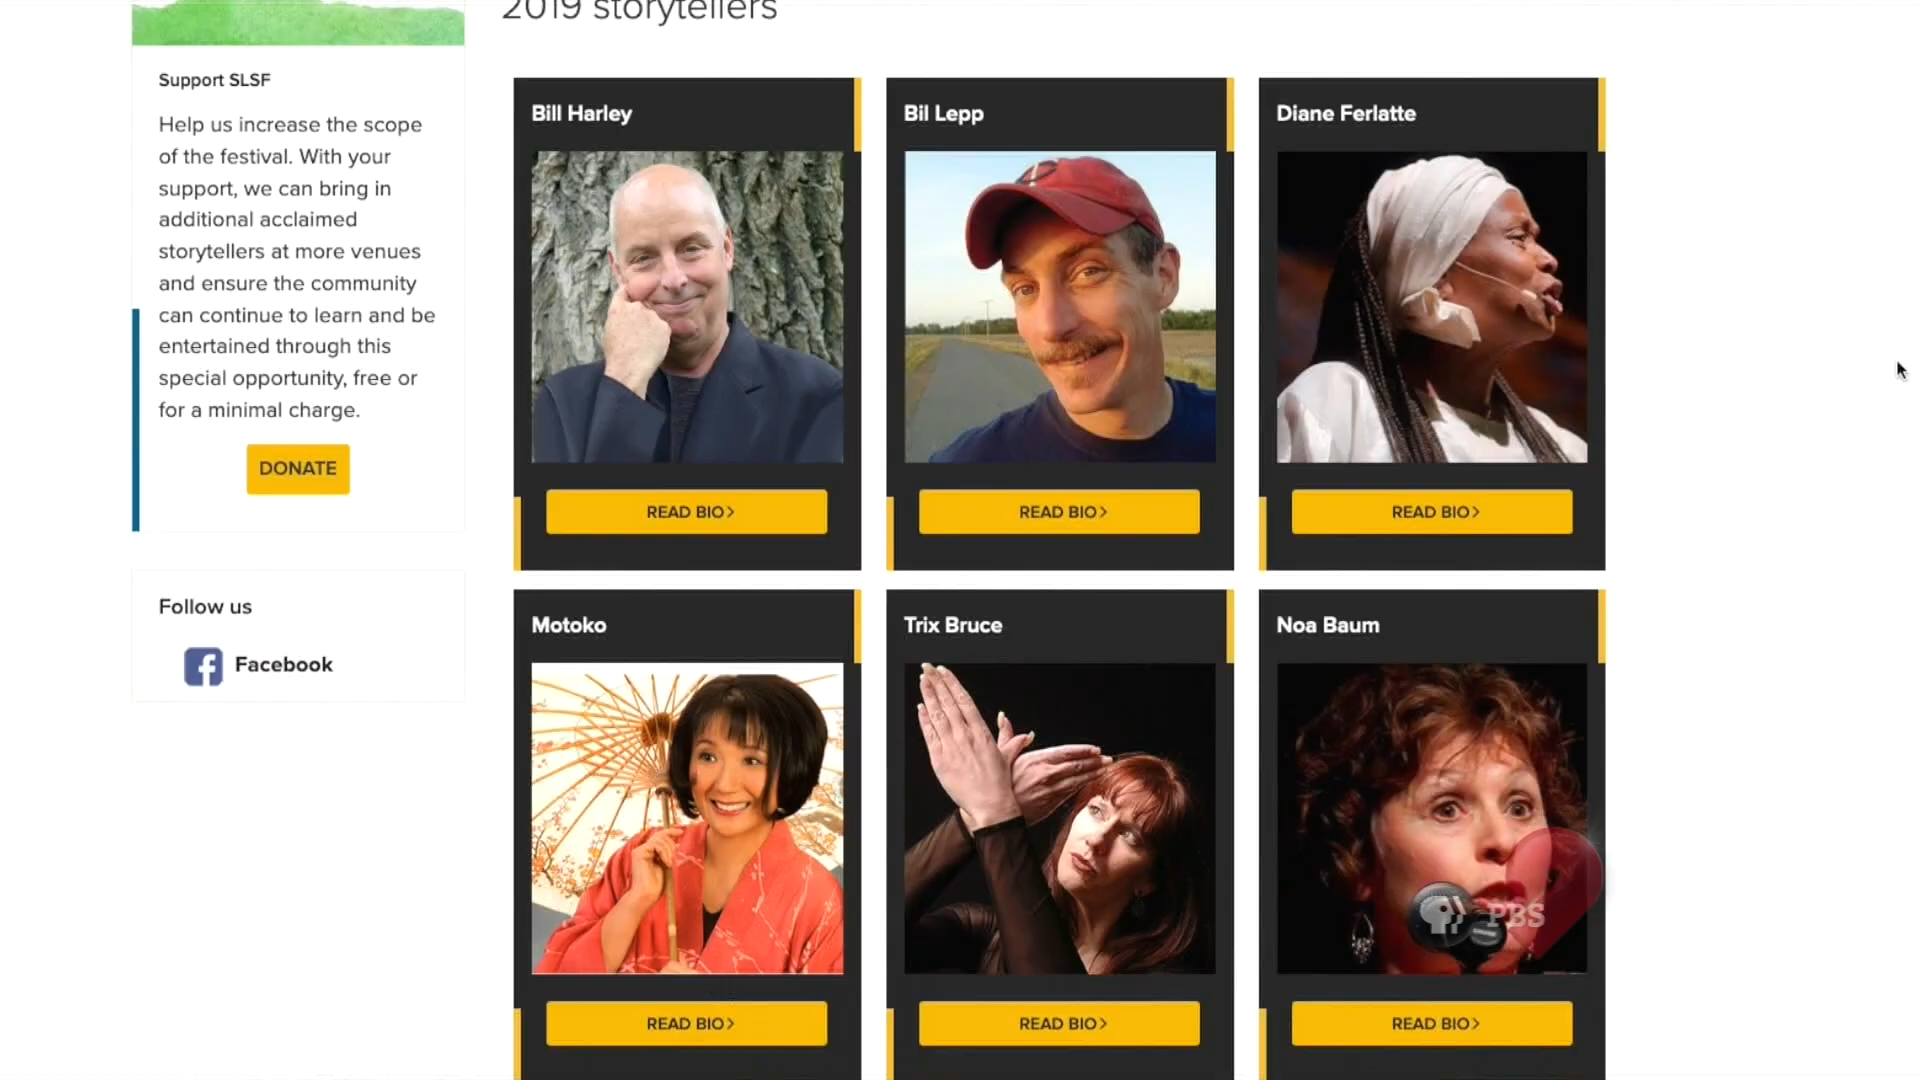 2019 storytellers
Support SLSF
Help us increase the scope
of the festival. With your
support, we can bring in
additional acclaimed
storytellers at more venues
and ensure the community
can continue to learn and be
entertained through this
special opportunity, free or
for a minimal charge.
DONATE
Follow us
Facebook
Bill Harley
READ BIO>
Bil Lepp
READ BIO>
Diane Ferlatte
READ BIO>
Motoko
READ BIO>
Trix Bruce
READ BIO>
Noa Baum
PBS
READ BIO>